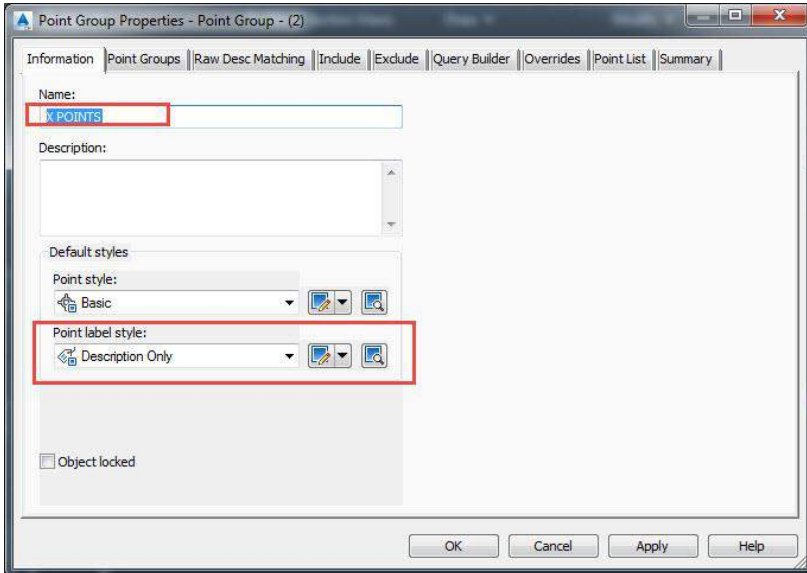 Point Group Properties - Point Group - (2)
Information Point Groups Raw Desc Matching Include Exclude Query Builder Overrides Point List Summary
Name:
X POINTS
Description:
Default styles
Point style:
Basic
Point label style:
Description Only
Object locked
OK Cancel Apply Help